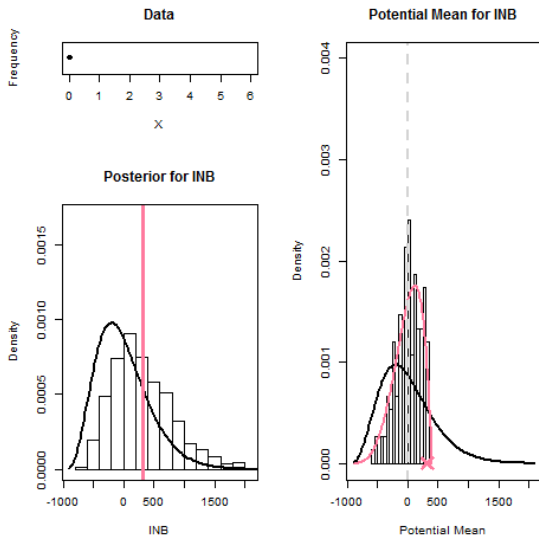 Data
Frequency
0 1 2 3 4 5 6
X
Posterior for INB
Density
0.0000 0.0005 0.0010 0.0015
-1000 0 500 1500
INB
Potential Mean for INB
Density
0.000 0.001 0.002 0.003 0.004
-1000 0 500 1500
Potential Mean